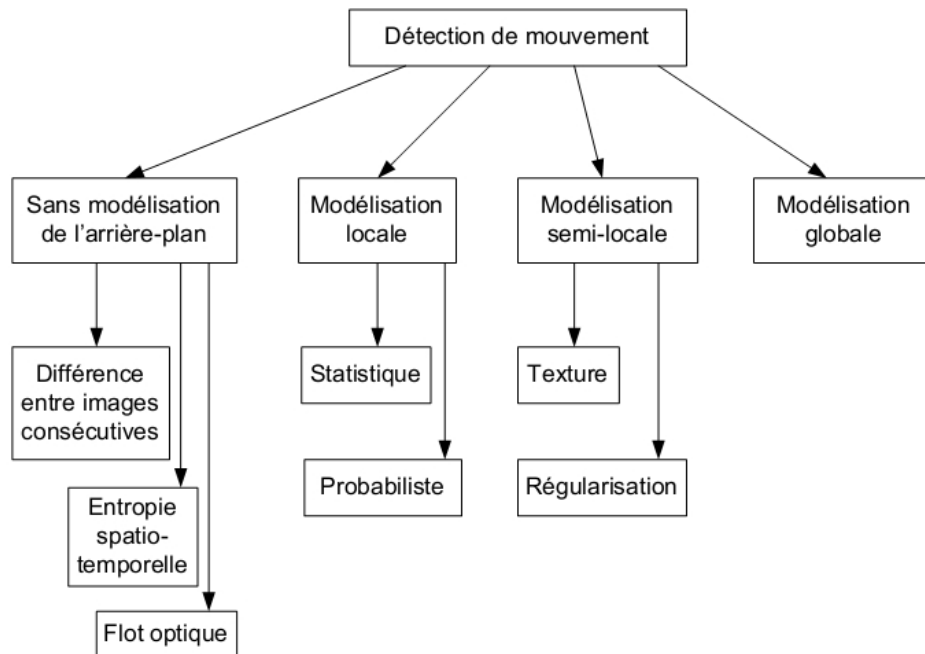 Détection de mouvement
Sans modélisation
de l'arrière-plan
Modélisation
locale
Modélisation
semi-locale
Modélisation
globale
Différence
entre images
consécutives
Statistique
Texture
Entropie
spatio-
temporelle
Probabiliste
Régularisation
Flot optique